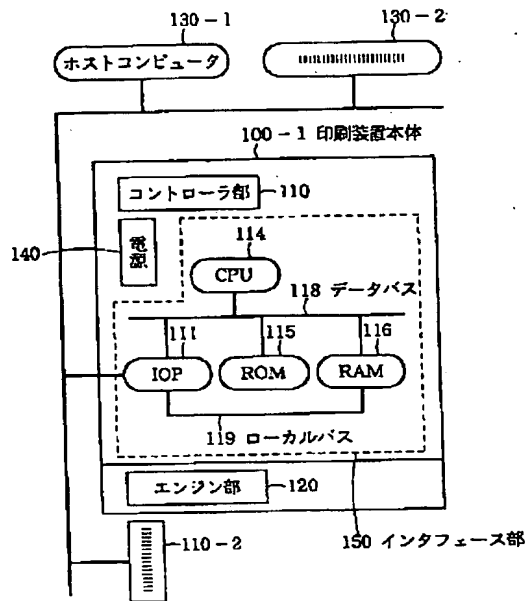 130-1
130-2
ホストコンピュータ
100-1 印刷装置本体
コントローラ部
110
電源
140
114
CPU
118 データバス
111
115
116
IOP
ROM
RAM
119 ローカルバス
エンジン部
120
150 インタフェース部
110-2